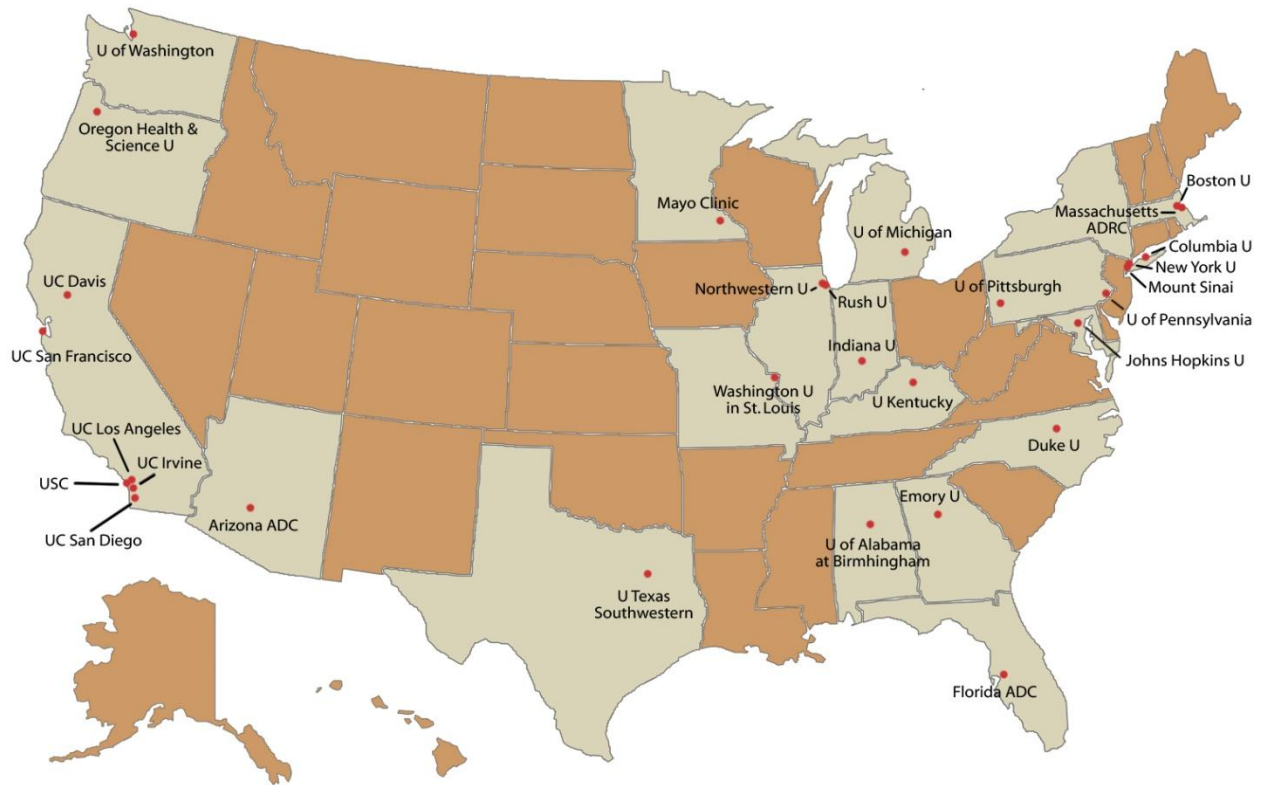 U of Washington
Oregon Health &
Science U
Mayo Clinic
U of Michigan
Boston U
Massachusetts
ADRC
Columbia U
New York U
Mount Sinai
UC Davis
Northwestern U
Rush U
U of Pittsburgh
U of Pennsylvania
UC San Francisco
Indiana U
Johns Hopkins U
Washington U
in St. Louis
U Kentucky
UC Los Angeles
UC Irvine
USC
UC San Diego
Arizona ADC
Duke U
Emory U
U of Alabama
at Birmhingham
U Texas
Southwestern
Florida ADC